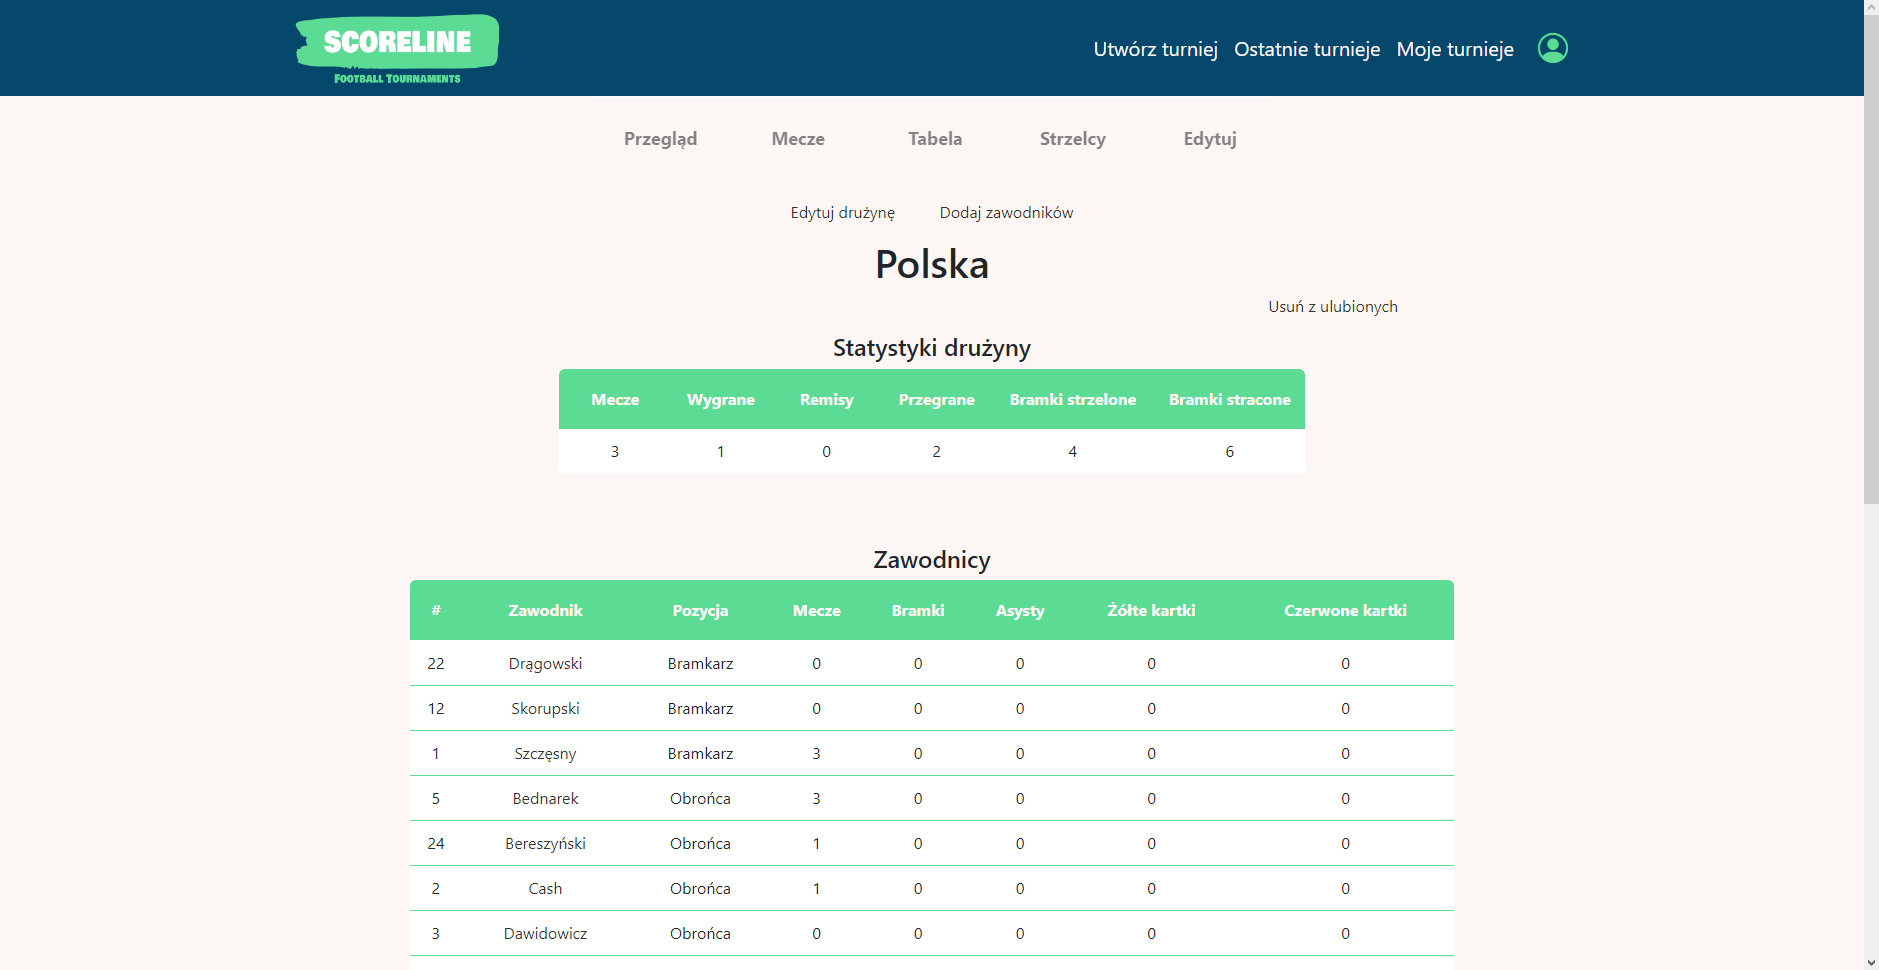 SCORELINE
FOOTBALL TOURNAMENTS
Utwórz turniej Ostatnie turnieje Moje turnieje
Przegląd Mecze Tabela Strzelcy Edytuj
Edytuj drużynę Dodaj zawodników
Polska
Usuń z ulubionych
Statystyki drużyny
Mecze Wygrane Remisy Przegrane Bramki strzelone Bramki stracone
3 1 0 2 4 6
Zawodnicy
# Zawodnik Pozycja Mecze Bramki Asysty Żółte kartki Czerwone kartki
22 Drągowski Bramkarz 0 0 0 0 0
12 Skorupski Bramkarz 0 0 0 0 0
1 Szczęsny Bramkarz 3 0 0 0 0
5 Bednarek Obrońca 3 0 0 0 0
24 Bereszyński Obrońca 1 0 0 0 0
2 Cash Obrońca 1 0 0 0 0
3 Dawidowicz Obrońca 0 0 0 0 0